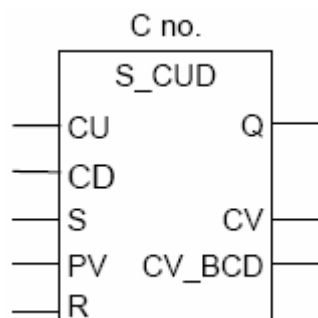 C no.
S_CUD
CU Q
CD
S CV
PV CV_BCD
R